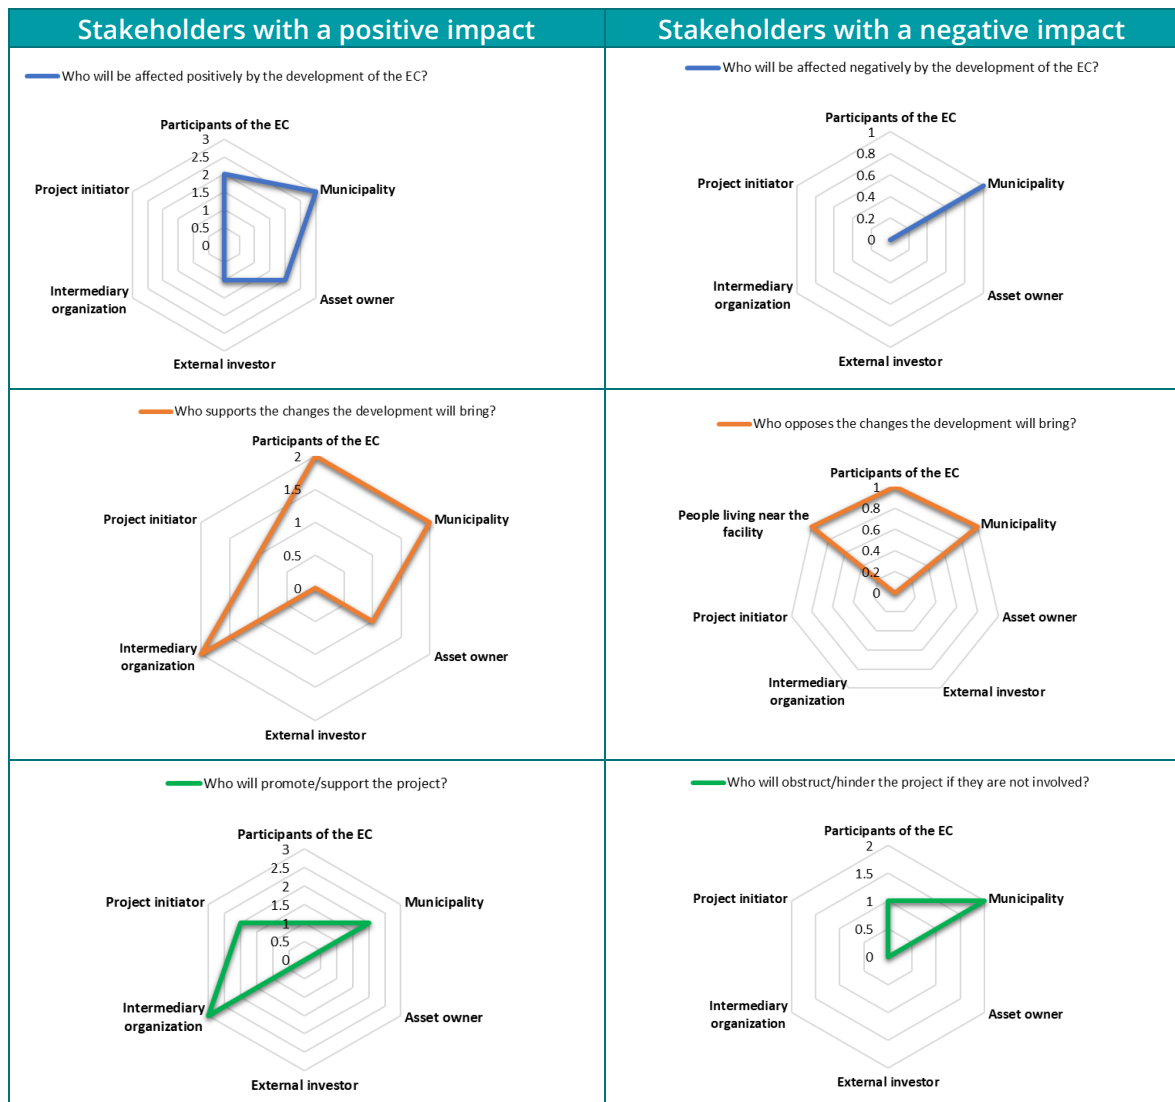 Stakeholders with a positive impact
Stakeholders with a negative impact
Who will be affected positively by the development of the EC?
Participants of the EC
3
2.5
2
1.5
1
0.5
0
Project initiator
Municipality
Intermediary
organization
Asset owner
External investor
Who will be affected negatively by the development of the EC?
Participants of the EC
1
0.8
0.6
0.4
0.2
0
Project initiator
Municipality
Intermediary
organization
Asset owner
External investor
Who supports the changes the development will bring?
Participants of the EC
2
1.5
1
0.5
0
Project initiator
Municipality
Intermediary
organization
Asset owner
External investor
Who opposes the changes the development will bring?
Participants of the EC
1
0.8
0.6
0.4
0.2
0
People living near the
facility
Municipality
Project initiator
Asset owner
Intermediary
organization
External investor
Who will promote/support the project?
Participants of the EC
3
2.5
2
1.5
1
0.5
0
Project initiator
Municipality
Intermediary
organization
Asset owner
External investor
Who will obstruct/hinder the project if they are not involved?
Participants of the EC
2
1.5
1
0.5
0
Project initiator
Municipality
Intermediary
organization
Asset owner
External investor